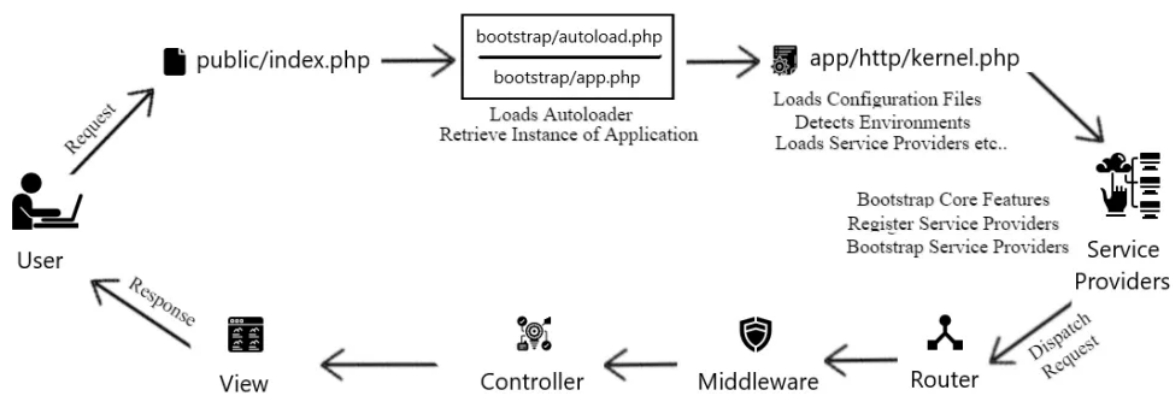 Request
public/index.php
bootstrap/autoload.php
bootstrap/app.php
Loads Autoloader
Retrieve Instance of Application
app/http/kernel.php
Loads Configuration Files
Detects Environments
Loads Service Providers etc..
Bootstrap Core Features
Register Service Providers
Bootstrap Service Providers
Service
Providers
Dispatch
Request
Router
Middleware
Controller
View
Response
User